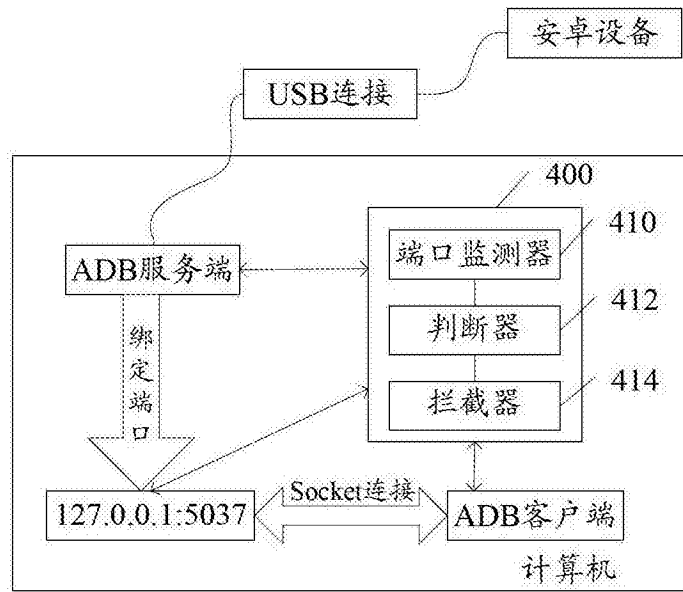 安卓设备
USB连接
400
410
端口监测器
ADB服务端
412
判断器
绑定端口
414
拦截器
Socket连接
127.0.0.1:5037
ADB客户端
计算机